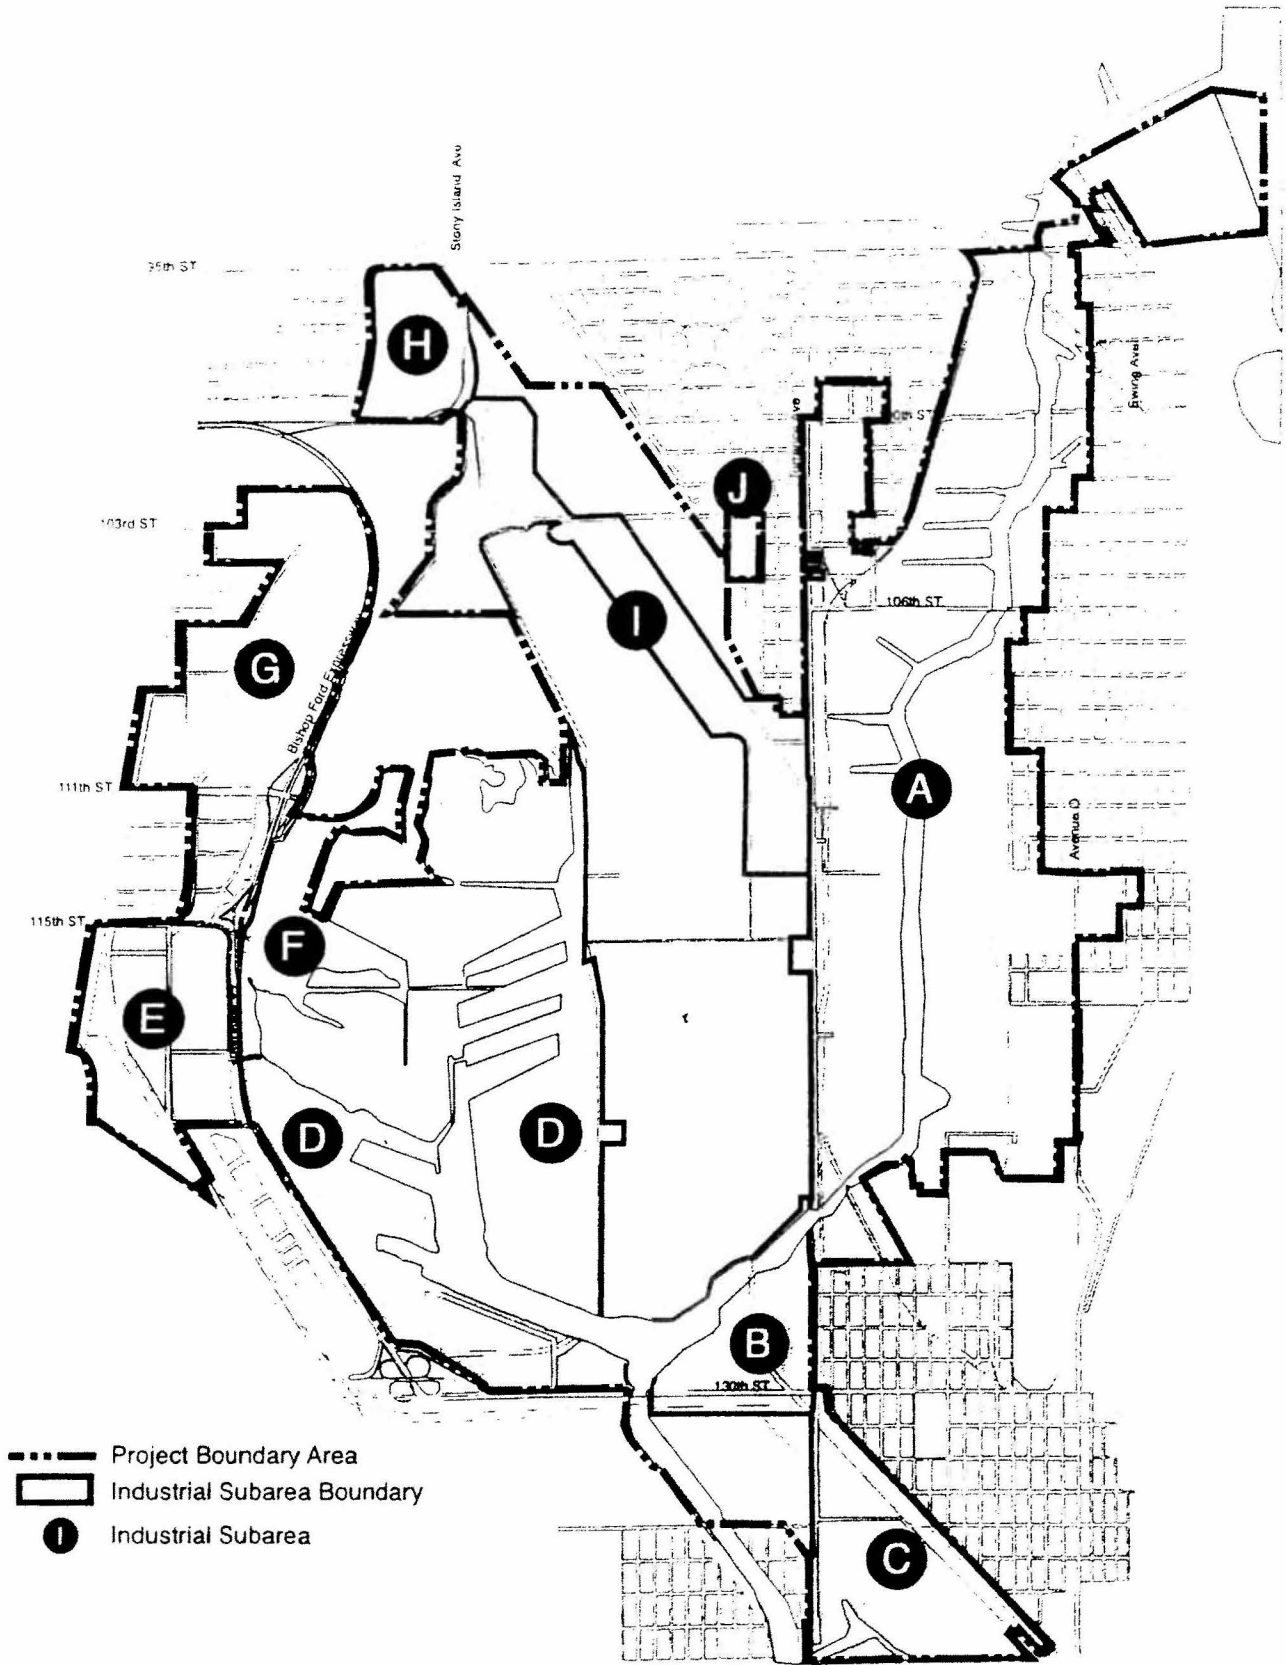 Stony Island Ave
95th ST
H
Ewing Ave
J
103rd ST
106th ST
I
G
Bishop Ford Expressway
111th ST
A
Avenue O
115th ST
F
E
D
D
B
130th ST
Project Boundary Area
Industrial Subarea Boundary
I
Industrial Subarea
C